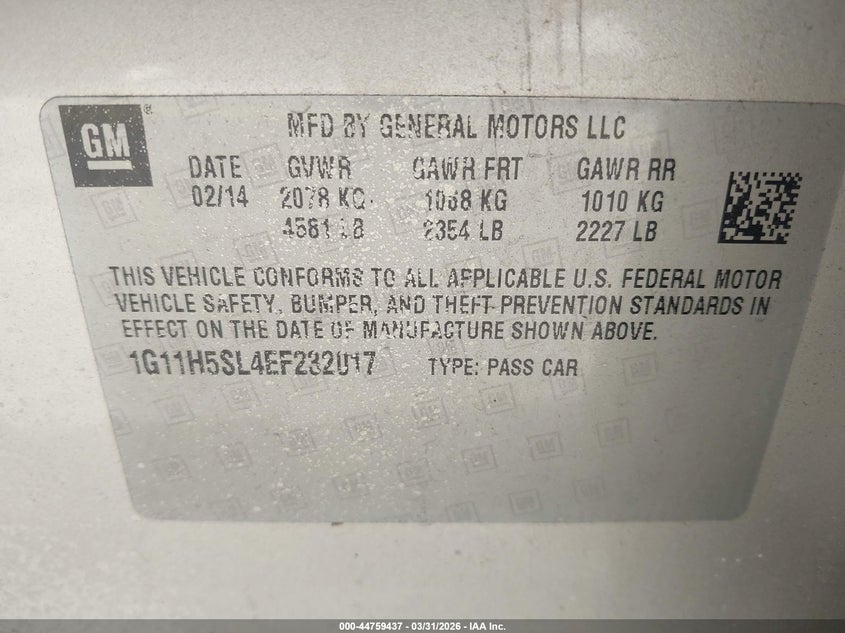 GM
MFD BY GENERAL MOTORS LLC
DATE GVWR GAWR FRT GAWR RR
02/14 2078 KG 1068 KG 1010 KG
4581 LB 2354 LB 2227 LB
THIS VEHICLE CONFORMS TO ALL APPLICABLE U.S. FEDERAL MOTOR
VEHICLE SAFETY, BUMPER, AND THEFT PREVENTION STANDARDS IN
EFFECT ON THE DATE OF MANUFACTURE SHOWN ABOVE.
1G11H5SL4EF232017 TYPE: PASS CAR
000-44759437 - 03/31/2026 - IAA Inc.